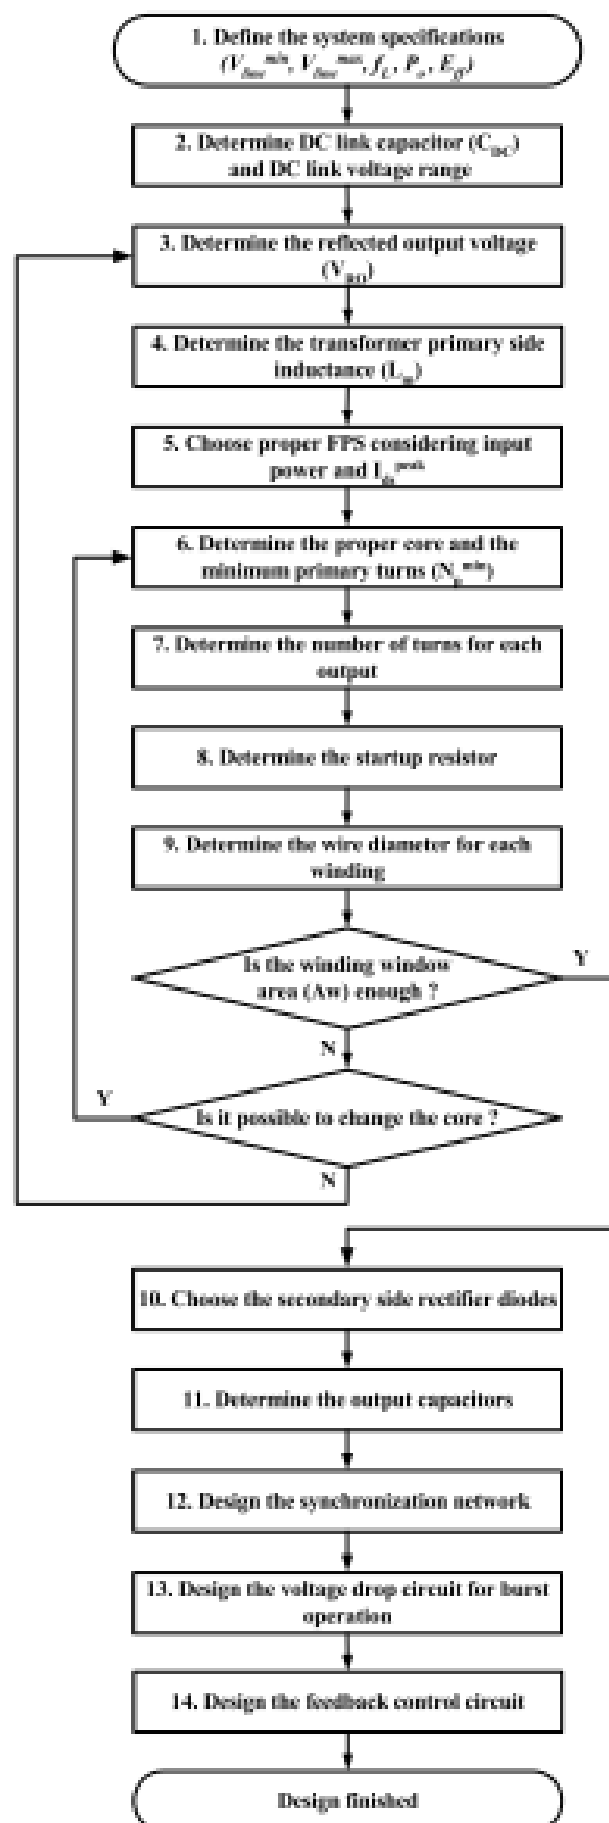 1. Define the system specifications
(V_line^min, V_line^max, f_L, P_o, E_ff)
2. Determine DC link capacitor (C_DC)
and DC link voltage range
3. Determine the reflected output voltage
(V_RO)
4. Determine the transformer primary side
inductance (L_m)
5. Choose proper FPS considering input
power and I_ds^peak
6. Determine the proper core and the
minimum primary turns (N_p^min)
7. Determine the number of turns for each
output
8. Determine the startup resistor
9. Determine the wire diameter for each
winding
Is the winding window
area (Aw) enough ?
Y
N
Y
Is it possible to change the core ?
N
10. Choose the secondary side rectifier diodes
11. Determine the output capacitors
12. Design the synchronization network
13. Design the voltage drop circuit for burst
operation
14. Design the feedback control circuit
Design finished